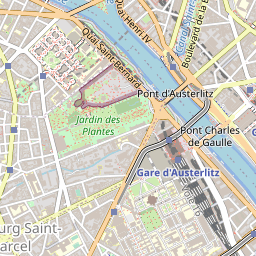 Quai Henri-IV
Quai Saint-Bernard
Boulevard de la B
Pont d'Austerlitz
Jardin des
Plantes
Pont Charles
de Gaulle
Gare d'Austerlitz
urg Saint-
arcel